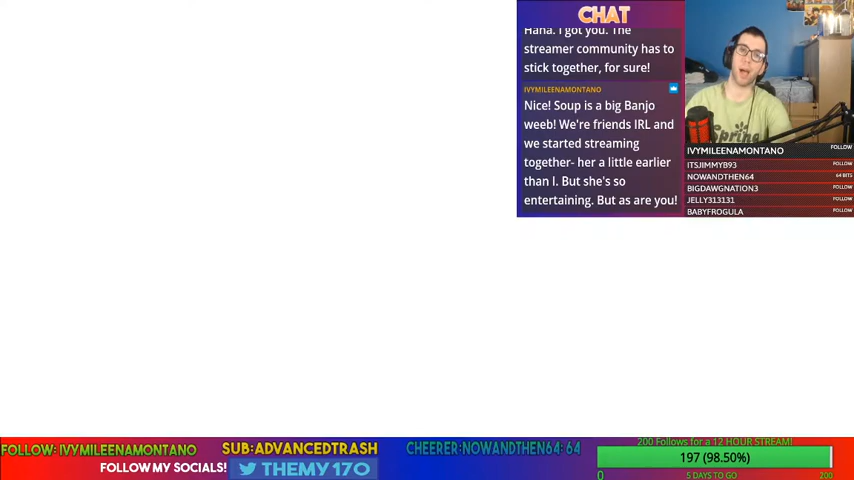 CHAT
Haha. I got you. The
streamer community has to
stick together, for sure!
IVYMILEENAMONTANO
Nice! Soup is a big Banjo
weeb! We're friends IRL and
we started streaming
together- her a little earlier
than I. But she's so
entertaining. But as are you!
Spring
IVYMILEENAMONTANO FOLLOW
ITSJIMMYB93 FOLLOW
NOWANDTHEN64 64 BITS
BIGDAWGNATION3 FOLLOW
JELLY313131 FOLLOW
BABYFROGULA FOLLOW
FOLLOW: IVYMILEENAMONTANO
SUB:ADVANCEDTRASH
CHEERER:NOWANDTHEN64: 64
FOLLOW MY SOCIALS!
THEMY170
200 Follows for a 12 HOUR STREAM!
197 (98.50%)
0 5 DAYS TO GO 200